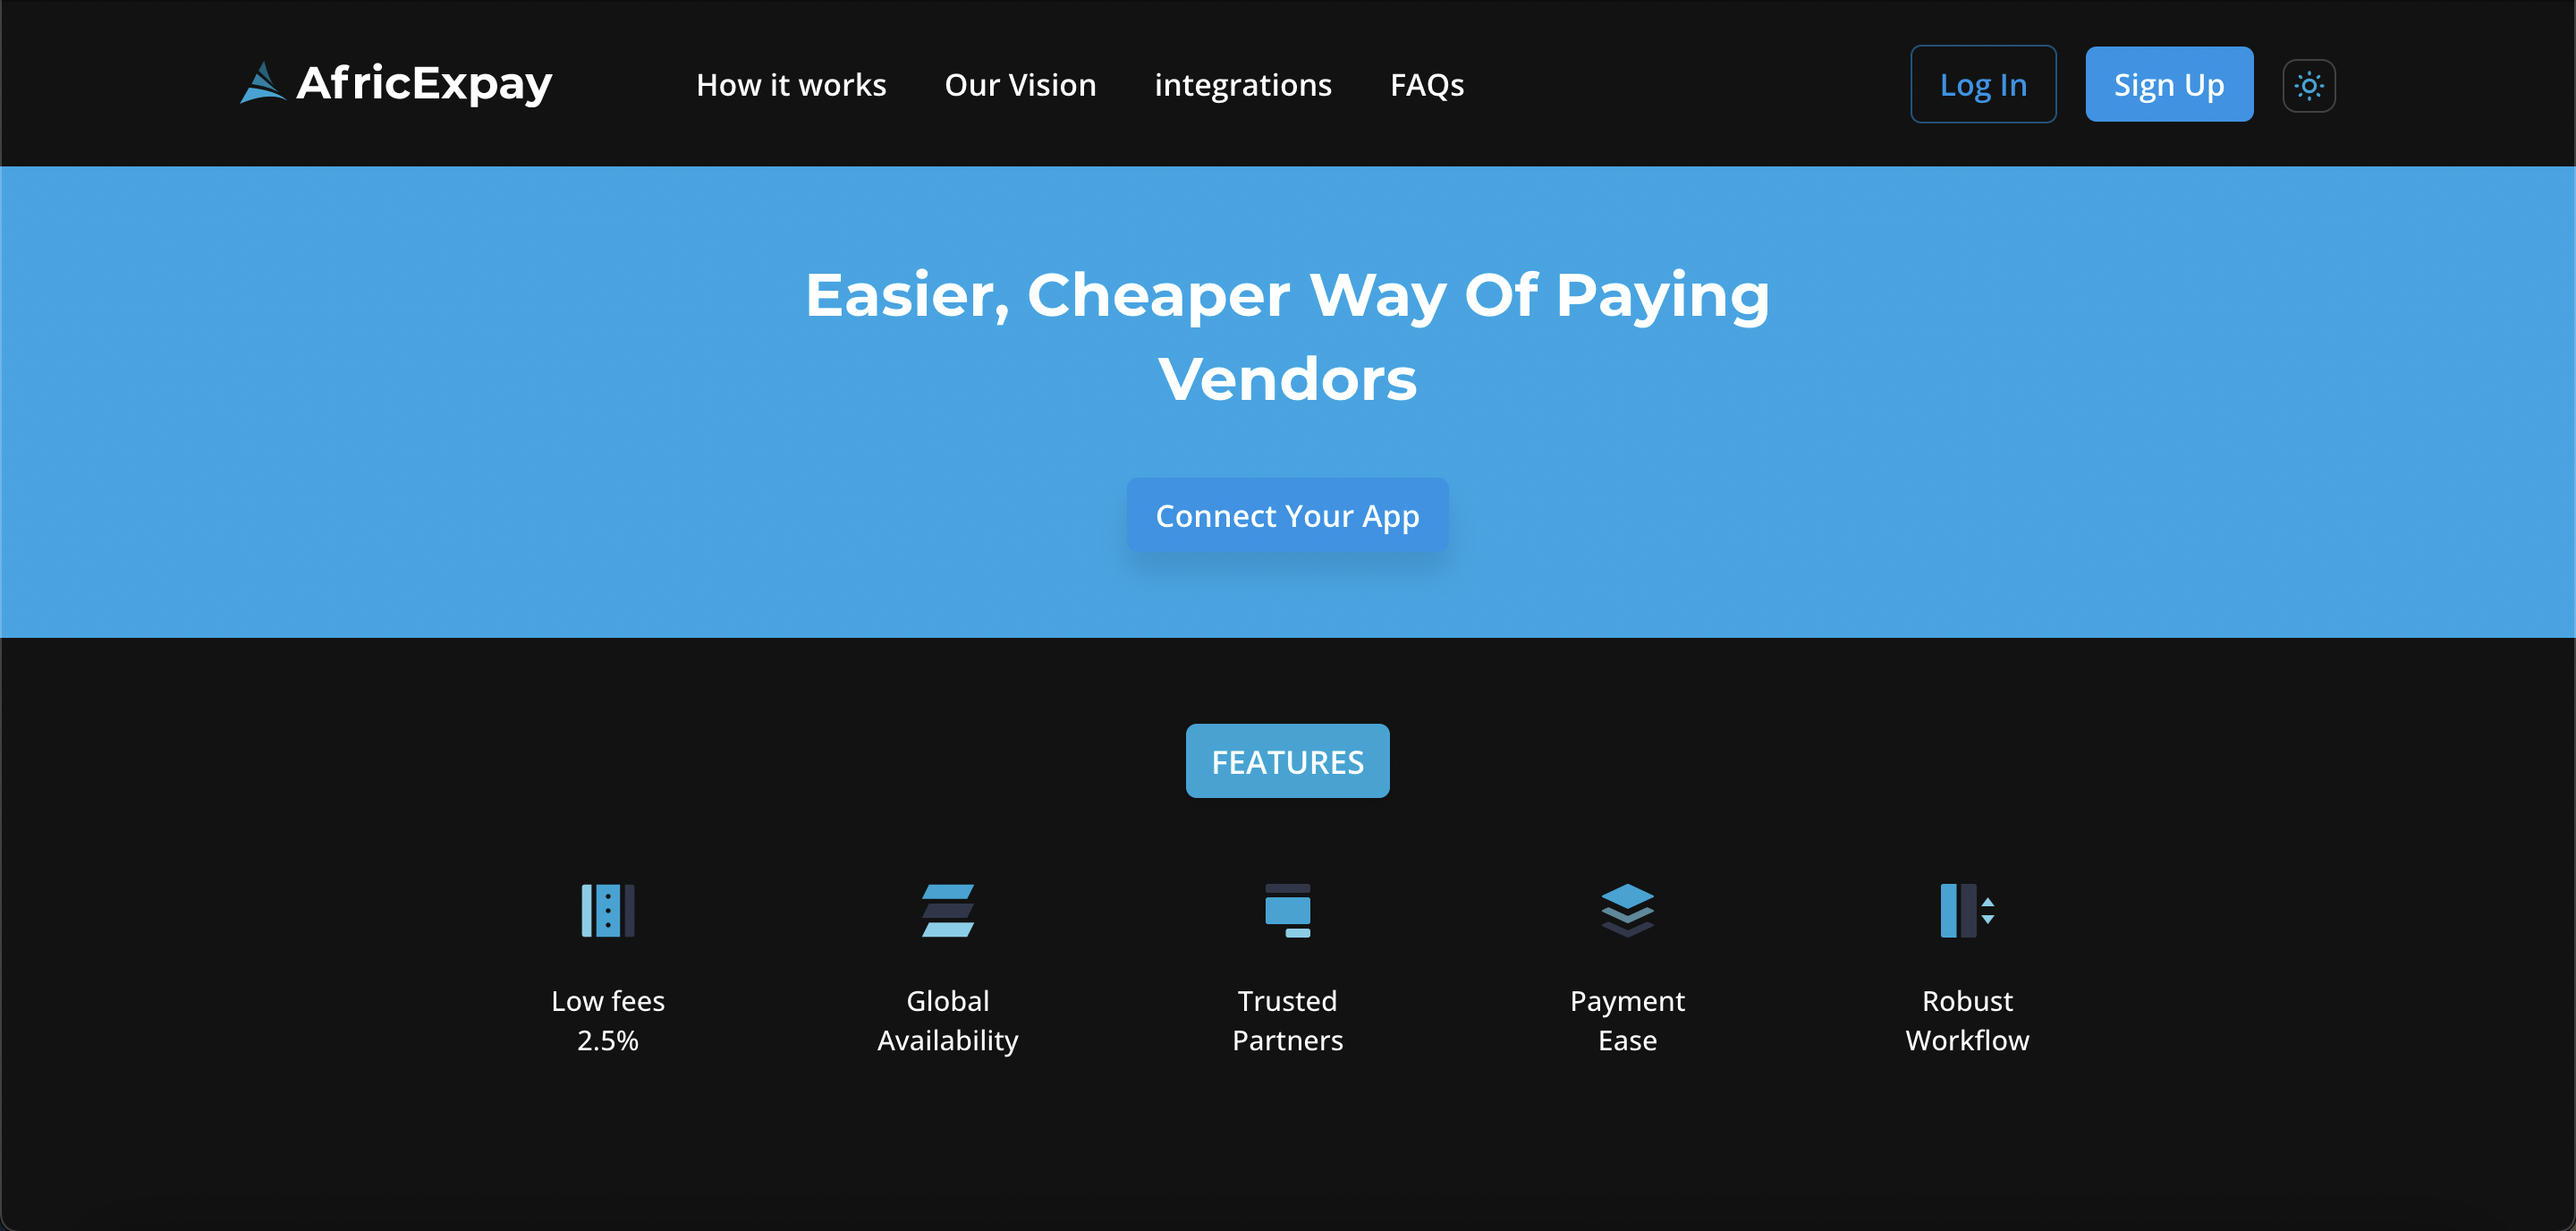 AfricExpay
How it works
Our Vision
integrations
FAQs
Log In
Sign Up
Easier, Cheaper Way Of Paying
Vendors
Connect Your App
FEATURES
Low fees
2.5%
Global
Availability
Trusted
Partners
Payment
Ease
Robust
Workflow